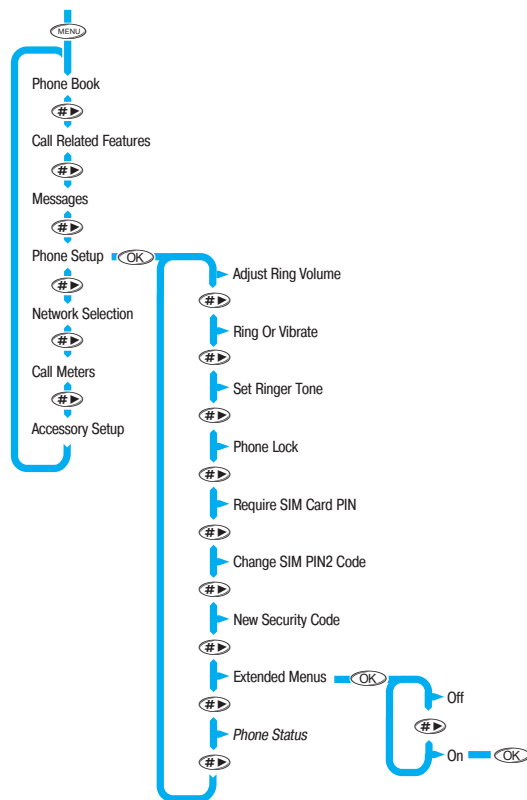 MENU
Phone Book
#►
Call Related Features
#►
Messages
#►
Phone Setup OK
#►
Network Selection
#►
Call Meters
#►
Accessory Setup
Adjust Ring Volume
#►
Ring Or Vibrate
#►
Set Ringer Tone
#►
Phone Lock
#►
Require SIM Card PIN
#►
Change SIM PIN2 Code
#►
New Security Code
#►
Extended Menus OK
#►
Phone Status
#►
Off
#►
On OK